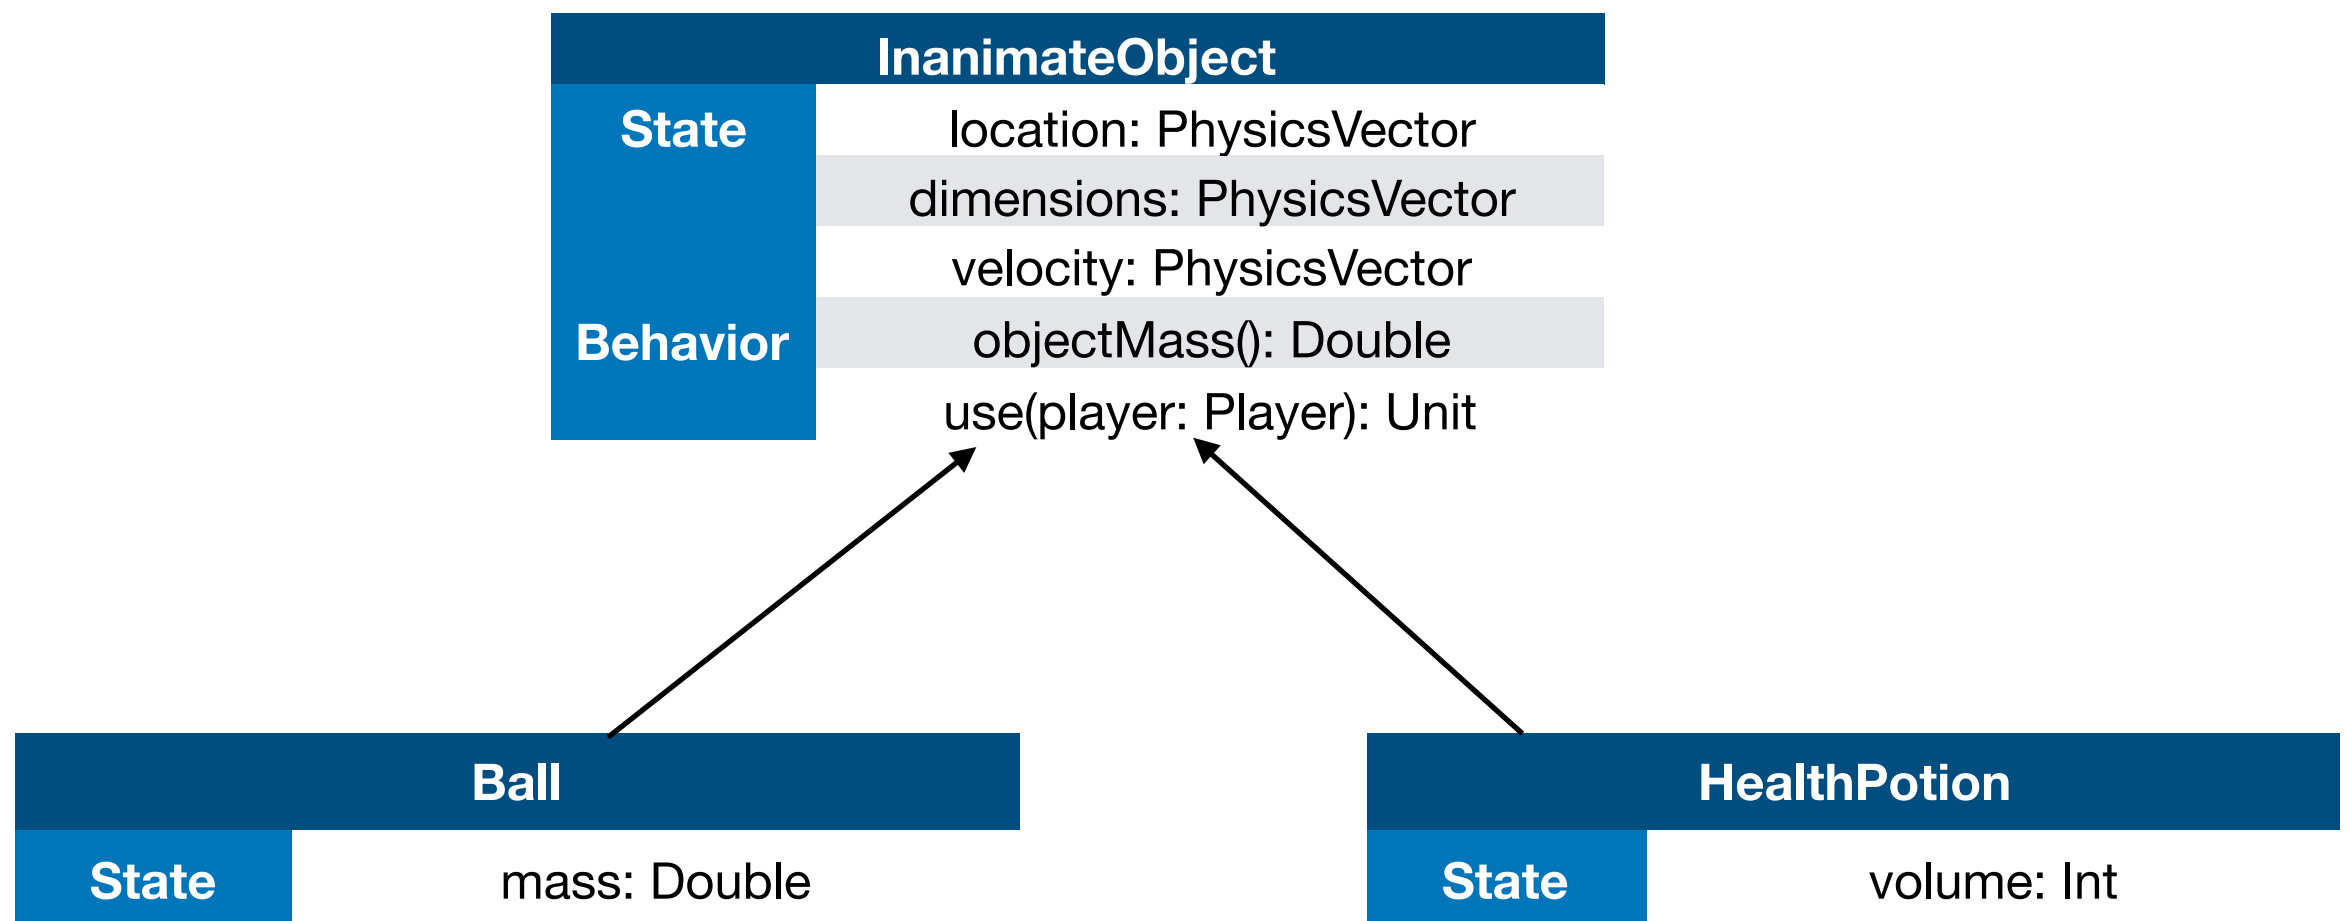 InanimateObject
State
location: PhysicsVector
dimensions: PhysicsVector
velocity: PhysicsVector
Behavior
objectMass(): Double
use(player: Player): Unit
Ball
State
mass: Double
HealthPotion
State
volume: Int